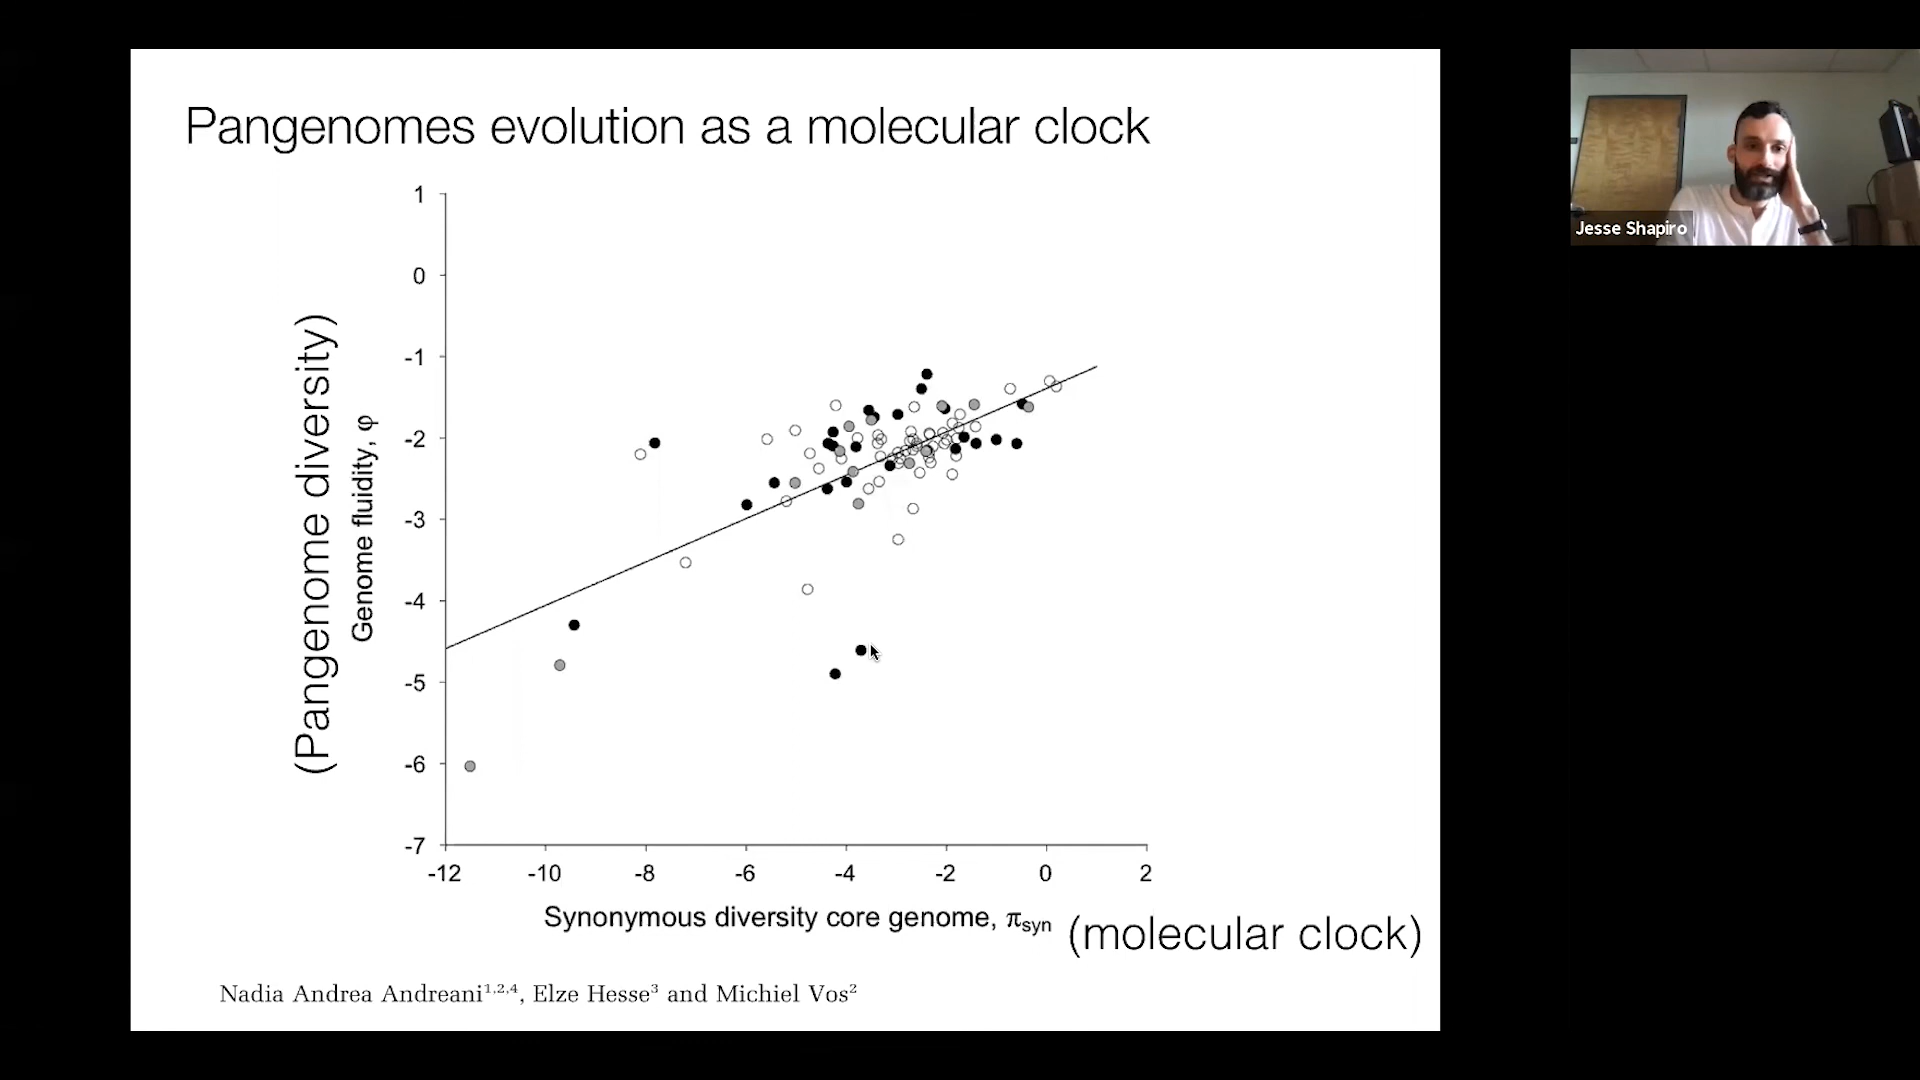 Pangenomes evolution as a molecular clock
Jesse Shapiro
(Pangenome diversity)
Genome fluidity, φ
1
0
-1
-2
-3
-4
-5
-6
-7
-12 -10 -8 -6 -4 -2 0 2
Synonymous diversity core genome, πsyn (molecular clock)
Nadia Andrea Andreani1,2,4, Elze Hesse3 and Michiel Vos2